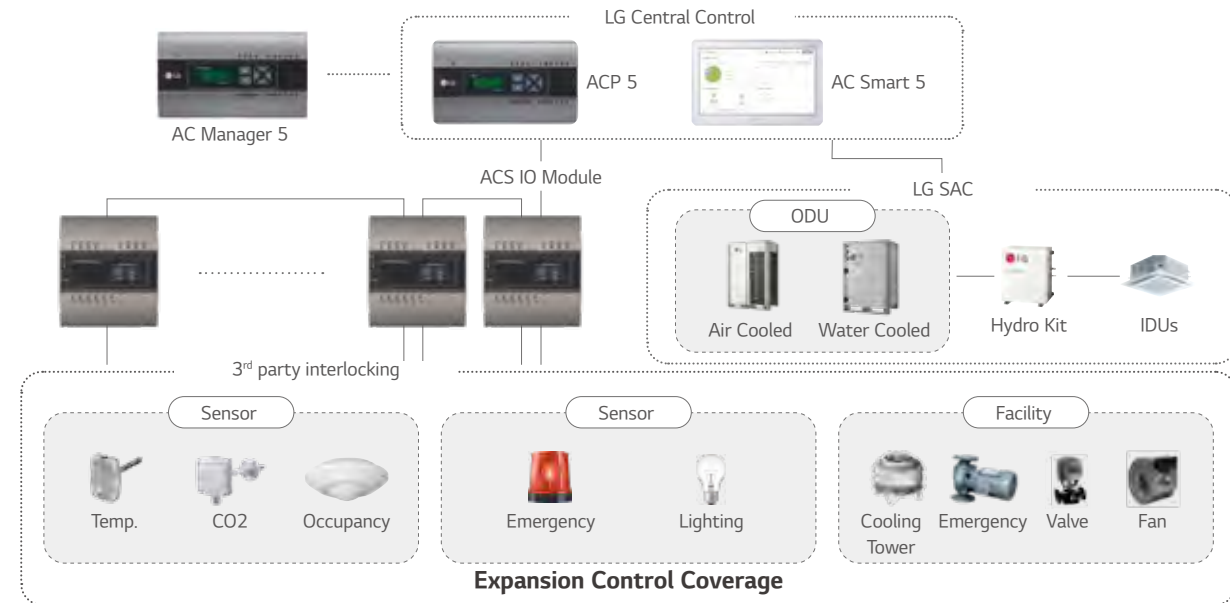 LG Central Control
ACP 5
AC Smart 5
AC Manager 5
ACS IO Module
LG SAC
ODU
Air Cooled
Water Cooled
Hydro Kit
IDUs
3rd party interlocking
Sensor
Temp.
CO2
Occupancy
Sensor
Emergency
Lighting
Facility
Cooling
Tower
Emergency
Valve
Fan
Expansion Control Coverage